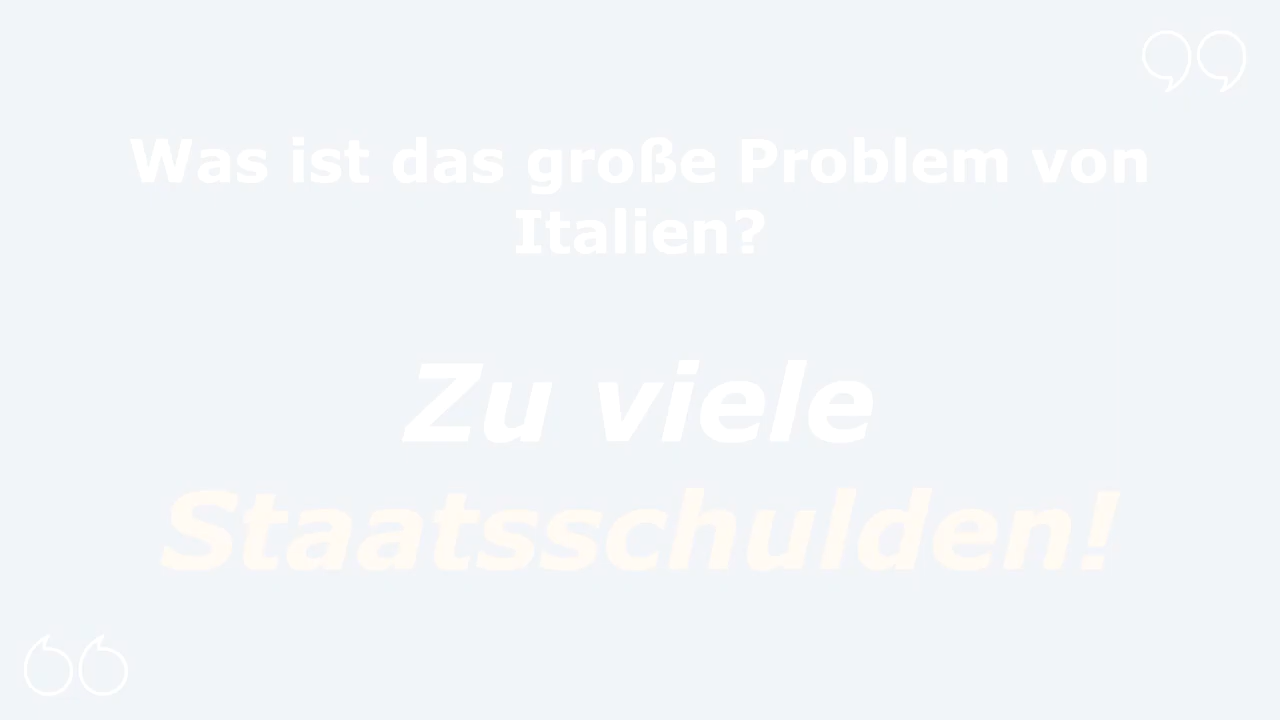 Was ist das große Problem von
Italien?
Zu viele
Staatsschulden!